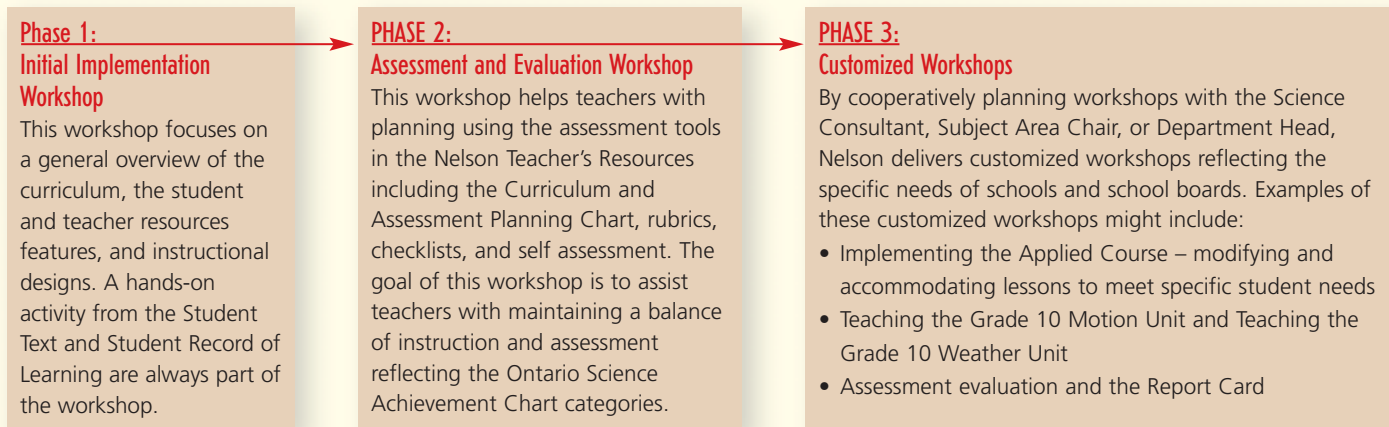 Phase 1:
Initial Implementation
Workshop
This workshop focuses on
a general overview of the
curriculum, the student
and teacher resources
features, and instructional
designs. A hands-on
activity from the Student
Text and Student Record of
Learning are always part of
the workshop.
PHASE 2:
Assessment and Evaluation Workshop
This workshop helps teachers with
planning using the assessment tools
in the Nelson Teacher’s Resources
including the Curriculum and
Assessment Planning Chart, rubrics,
checklists, and self assessment. The
goal of this workshop is to assist
teachers with maintaining a balance
of instruction and assessment
reflecting the Ontario Science
Achievement Chart categories.
PHASE 3:
Customized Workshops
By cooperatively planning workshops with the Science
Consultant, Subject Area Chair, or Department Head,
Nelson delivers customized workshops reflecting the
specific needs of schools and school boards. Examples of
these customized workshops might include:
• Implementing the Applied Course – modifying and
accommodating lessons to meet specific student needs
• Teaching the Grade 10 Motion Unit and Teaching the
Grade 10 Weather Unit
• Assessment evaluation and the Report Card